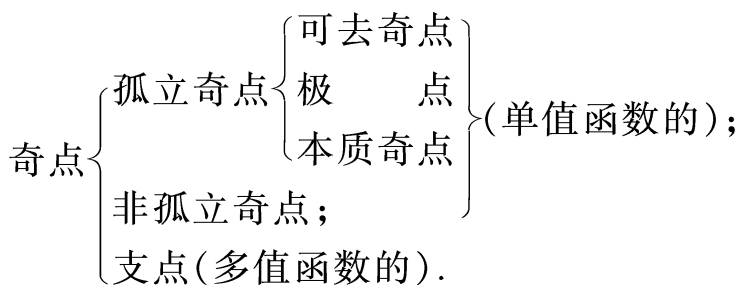 可去奇点
孤立奇点 极 点 (单值函数的);
奇点 本质奇点
非孤立奇点;
支点(多值函数的).